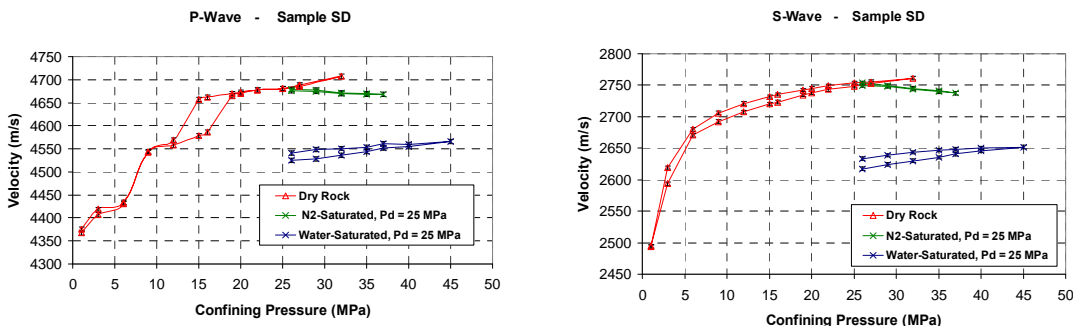 P-Wave - Sample SD
4750
4700
4650
4600
4550
4500
4450
4400
4350
4300
Velocity (m/s)
0 5 10 15 20 25 30 35 40 45 50
Confining Pressure (MPa)
Dry Rock
N2-Saturated, Pd = 25 MPa
Water-Saturated, Pd = 25 MPa
S-Wave - Sample SD
2800
2750
2700
2650
2600
2550
2500
2450
Velocity (m/s)
0 5 10 15 20 25 30 35 40 45 50
Confining Pressure (MPa)
Dry Rock
N2-Saturated, Pd = 25 MPa
Water-Saturated, Pd = 25 MPa